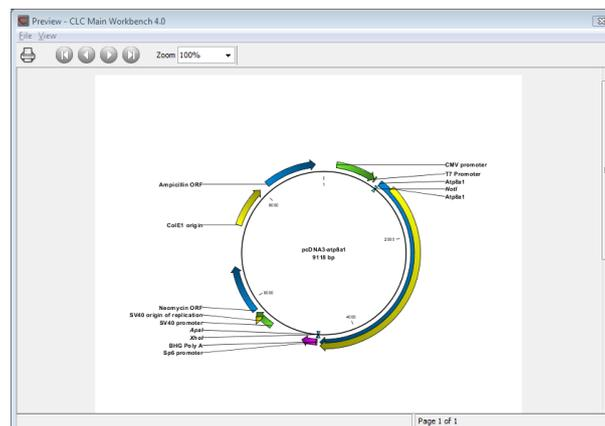 Preview - CLC Main Workbench 4.0
File View
Zoom 100%
CMV promoter
T7 Promoter
Atp8a1
NotI
Atp8a1
Ampicillin ORF
ColE1 origin
1
8000
2000
pcDNA3-atp8a1
9118 bp
6000
4000
Neomycin ORF
SV40 origin of replication
SV40 promoter
ApaI
XhoI
BHG Poly A
Sp6 promoter
Page 1 of 1